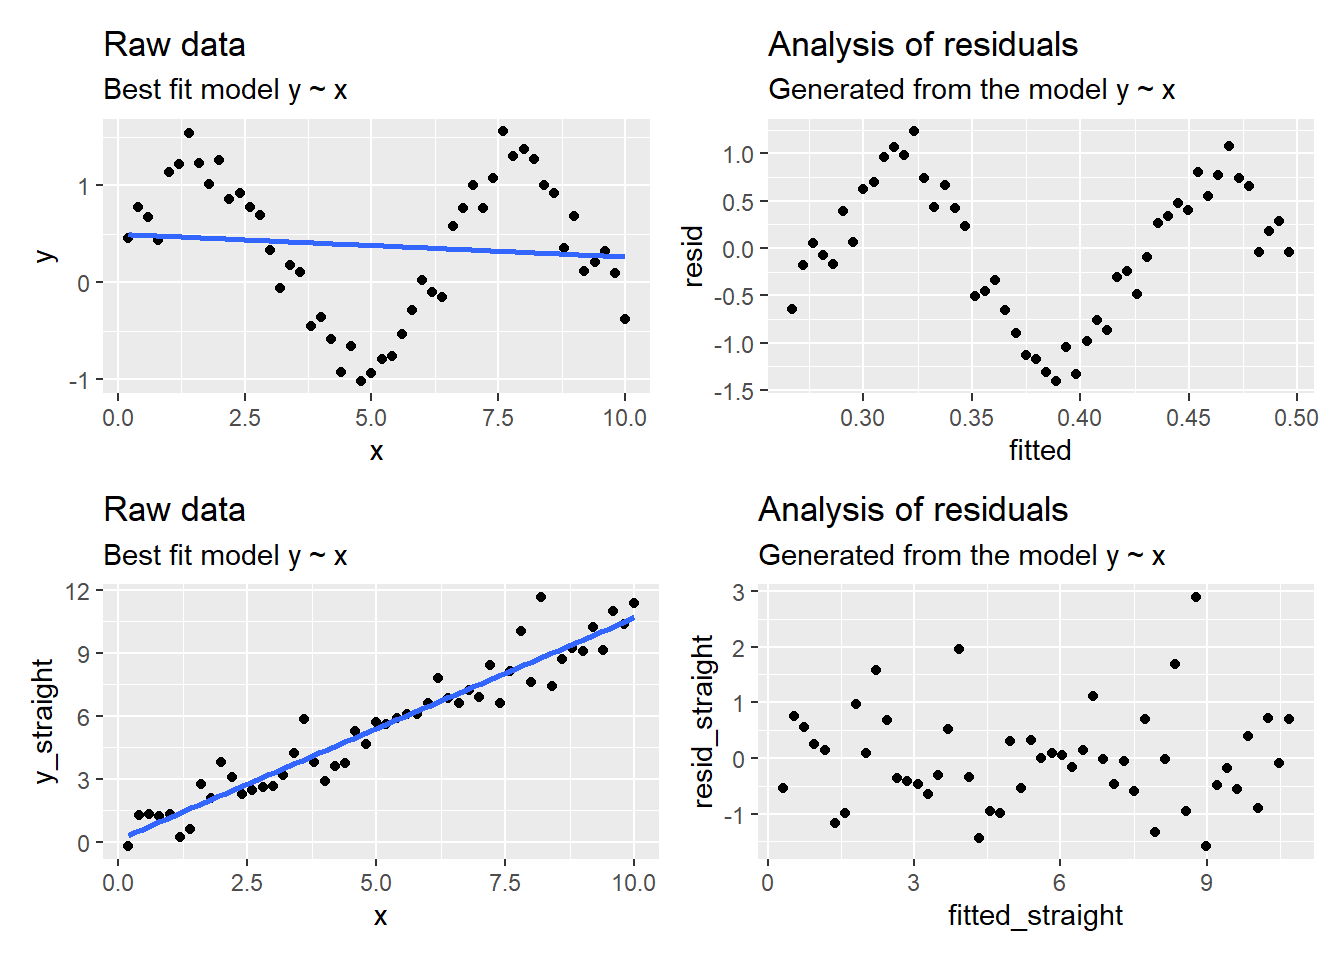 Raw data
Best fit model y ~ x
1
0
-1
y
0.0 2.5 5.0 7.5 10.0
x
Analysis of residuals
Generated from the model y ~ x
1.0
0.5
0.0
-0.5
-1.0
-1.5
resid
0.30 0.35 0.40 0.45 0.50
fitted
Raw data
Best fit model y ~ x
12
9
6
3
0
y_straight
0.0 2.5 5.0 7.5 10.0
x
Analysis of residuals
Generated from the model y ~ x
3
2
1
0
-1
resid_straight
0 3 6 9
fitted_straight